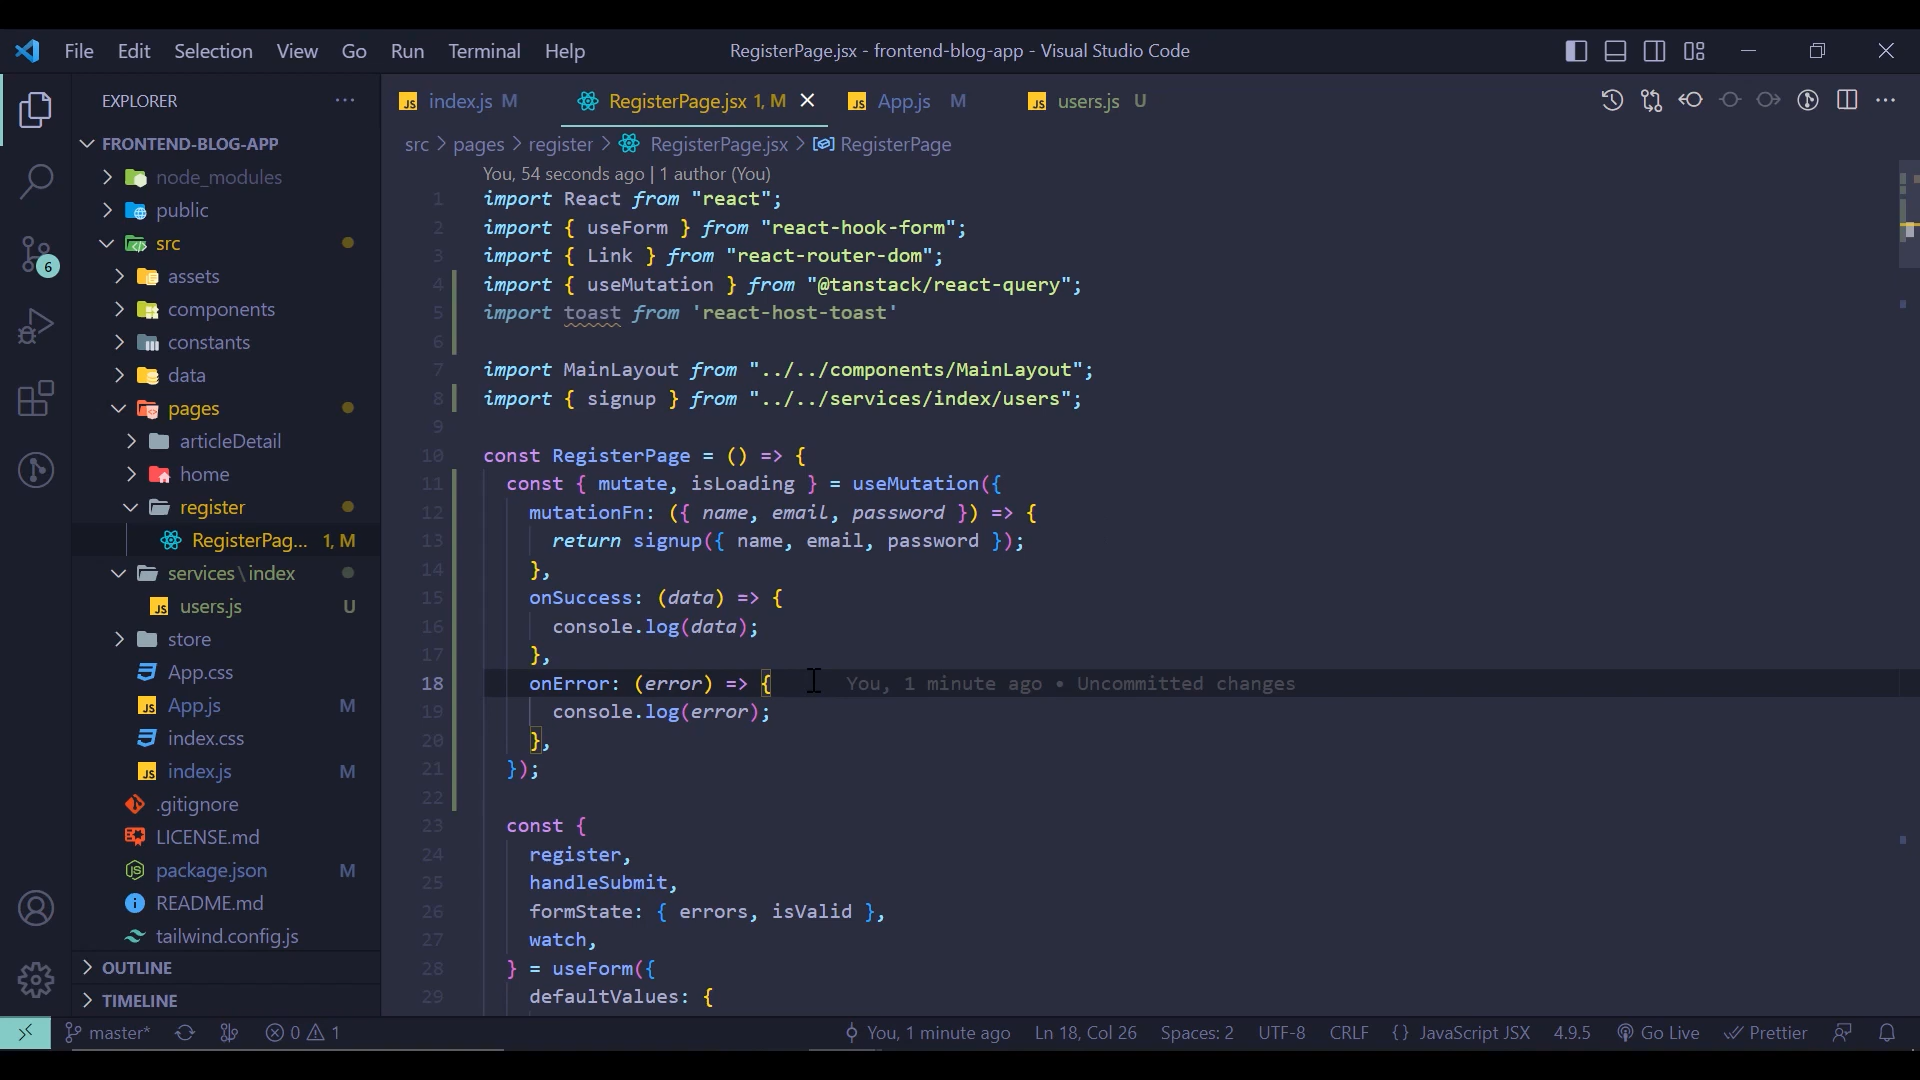 File Edit Selection View Go Run Terminal Help RegisterPage.jsx - frontend-blog-app - Visual Studio Code
EXPLORER
index.js M RegisterPage.jsx 1, M App.js M users.js U
FRONTEND-BLOG-APP
node_modules
public
src
assets
components
constants
data
pages
articleDetail
home
register
RegisterPag... 1, M
services\index
users.js U
store
App.css
App.js M
index.css
index.js M
.gitignore
LICENSE.md
package.json M
README.md
tailwind.config.js
OUTLINE
TIMELINE
6
src > pages > register > RegisterPage.jsx > RegisterPage
You, 54 seconds ago | 1 author (You)
1 import React from "react";
2 import { useForm } from "react-hook-form";
3 import { Link } from "react-router-dom";
4 import { useMutation } from "@tanstack/react-query";
5 import toast from 'react-host-toast'
6
7 import MainLayout from "../../components/MainLayout";
8 import { signup } from "../../services/index/users";
9
10 const RegisterPage = () => {
11 const { mutate, isLoading } = useMutation({
12 mutationFn: ({ name, email, password }) => {
13 return signup({ name, email, password });
14 },
15 onSuccess: (data) => {
16 console.log(data);
17 },
18 onError: (error) => { You, 1 minute ago • Uncommitted changes
19 console.log(error);
20 },
21 });
22
23 const {
24 register,
25 handleSubmit,
26 formState: { errors, isValid },
27 watch,
28 } = useForm({
29 defaultValues: {
master* 0 1 You, 1 minute ago Ln 18, Col 26 Spaces: 2 UTF-8 CRLF {} JavaScript JSX 4.9.5 Go Live Prettier